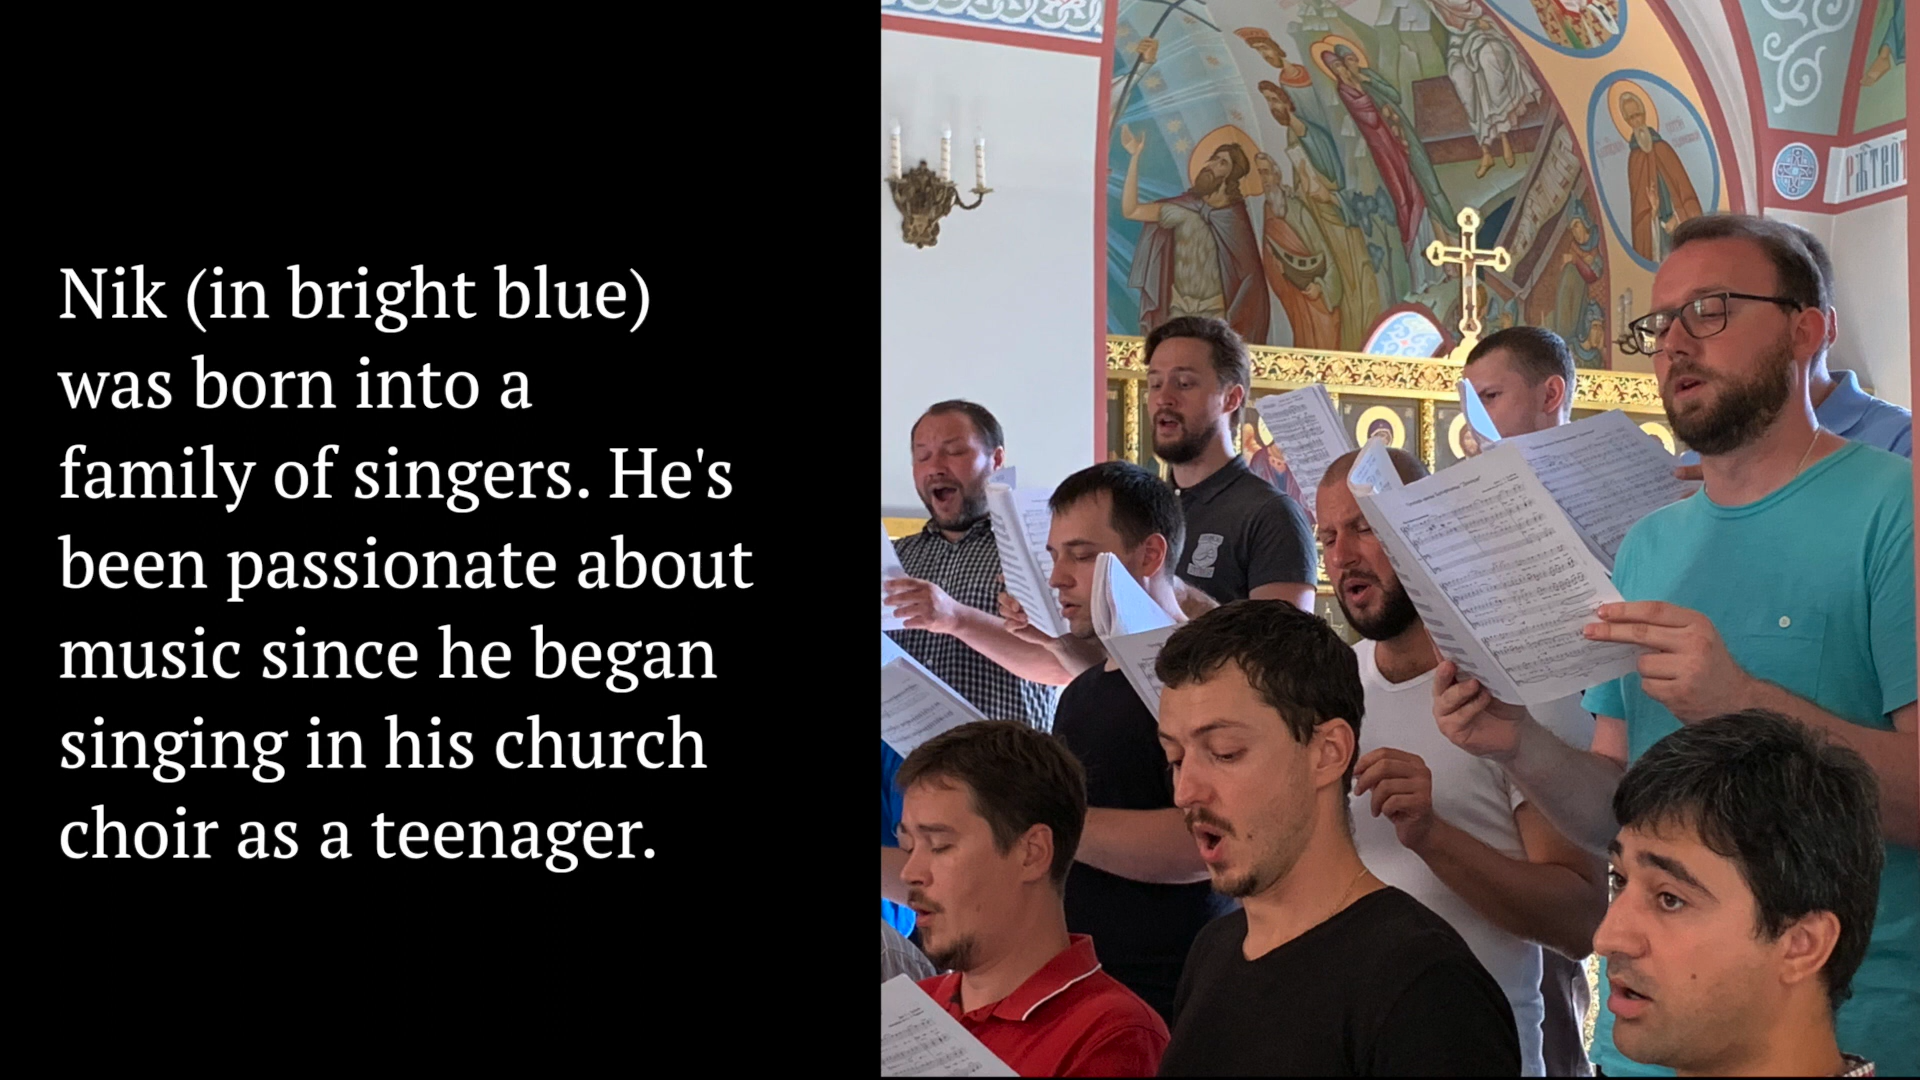 Nik (in bright blue)
was born into a
family of singers. He's
been passionate about
music since he began
singing in his church
choir as a teenager.